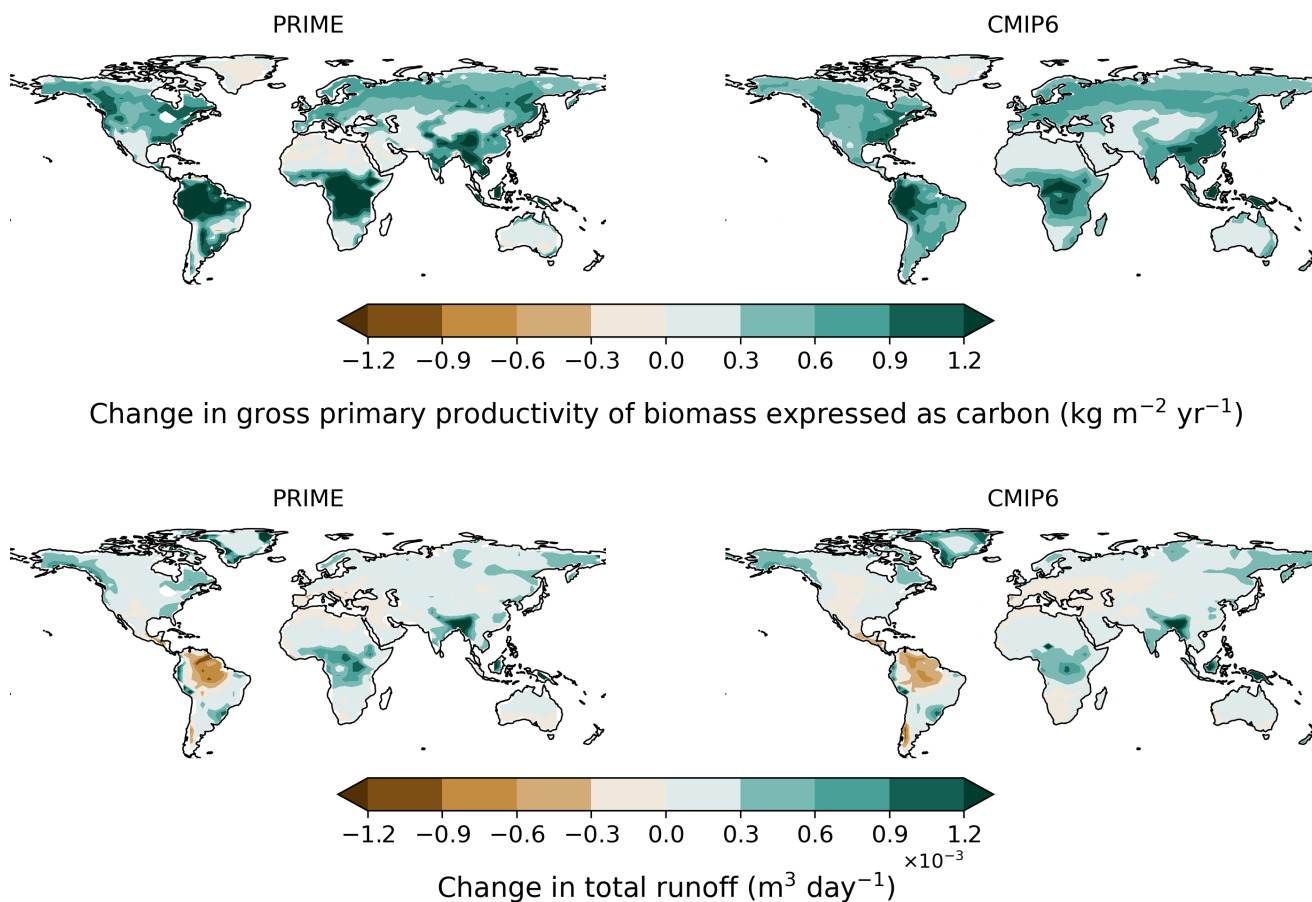 PRIME CMIP6
−1.2 −0.9 −0.6 −0.3 0.0 0.3 0.6 0.9 1.2
Change in gross primary productivity of biomass expressed as carbon (kg m⁻² yr⁻¹)
PRIME CMIP6
−1.2 −0.9 −0.6 −0.3 0.0 0.3 0.6 0.9 1.2
×10⁻³
Change in total runoff (m³ day⁻¹)